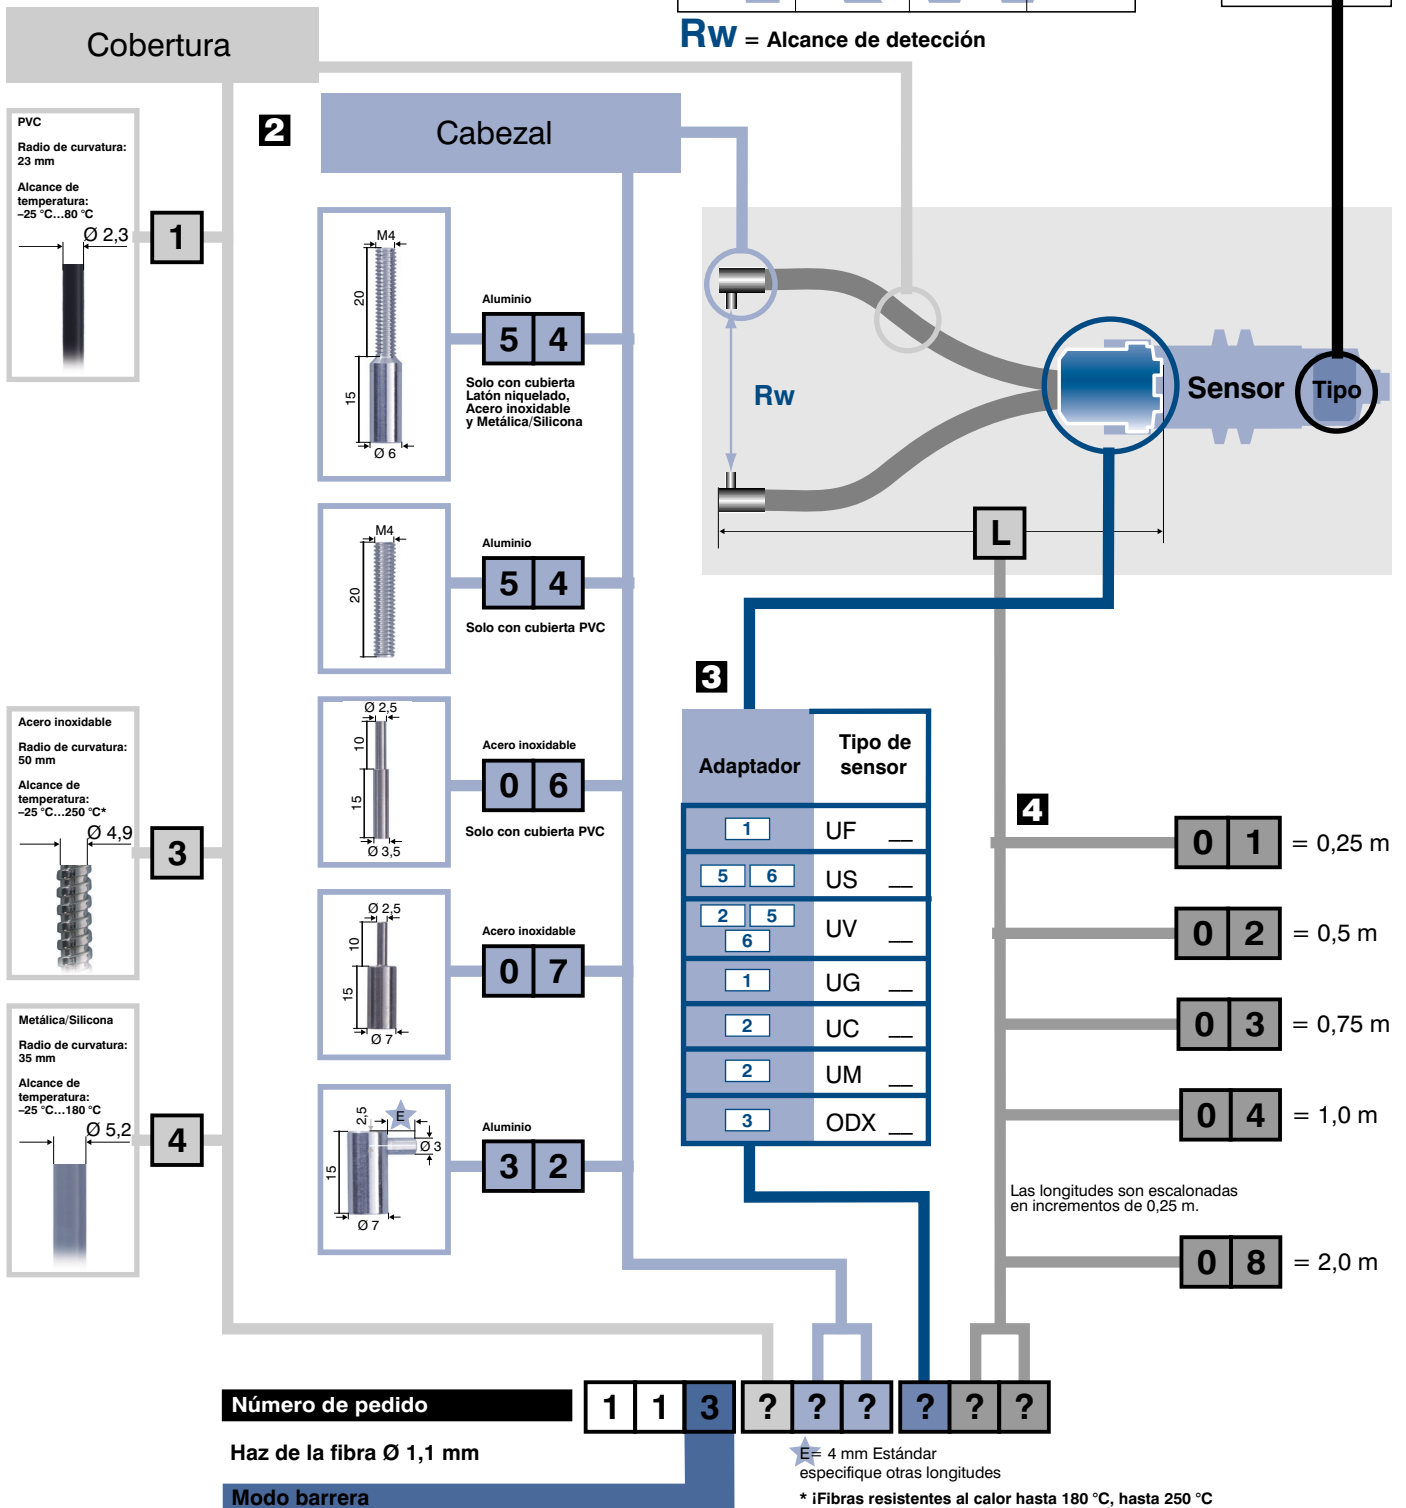 Cobertura
Rw = Alcance de detección
PVC
Radio de curvatura:
23 mm
Alcance de
temperatura:
–25 °C...80 °C
Ø 2,3
1
2
Cabezal
M4
20
15
Ø 6
Aluminio
5 4
Solo con cubierta
Latón niquelado,
Acero inoxidable
y Metálica/Silicona
Rw
Sensor
Tipo
L
M4
20
Aluminio
5 4
Solo con cubierta PVC
Acero inoxidable
Radio de curvatura:
50 mm
Alcance de
temperatura:
–25 °C...250 °C*
Ø 4,9
3
Ø 2,5
10
15
Ø 3,5
Acero inoxidable
0 6
Solo con cubierta PVC
Ø 2,5
10
15
Ø 7
Acero inoxidable
0 7
Metálica/Silicona
Radio de curvatura:
35 mm
Alcance de
temperatura:
–25 °C...180 °C
Ø 5,2
4
2,5
E
Ø 3
15
Ø 7
Aluminio
3 2
3
Adaptador
Tipo de
sensor
1 UF __
5 6 US __
2 5 6 UV __
1 UG __
2 UC __
2 UM __
3 ODX __
4
0 1 = 0,25 m
0 2 = 0,5 m
0 3 = 0,75 m
0 4 = 1,0 m
Las longitudes son escalonadas
en incrementos de 0,25 m.
0 8 = 2,0 m
Número de pedido
1 1 3 ? ? ? ? ? ?
Haz de la fibra Ø 1,1 mm
Modo barrera
E= 4 mm Estándar
especifique otras longitudes
* ¡Fibras resistentes al calor hasta 180 °C, hasta 250 °C